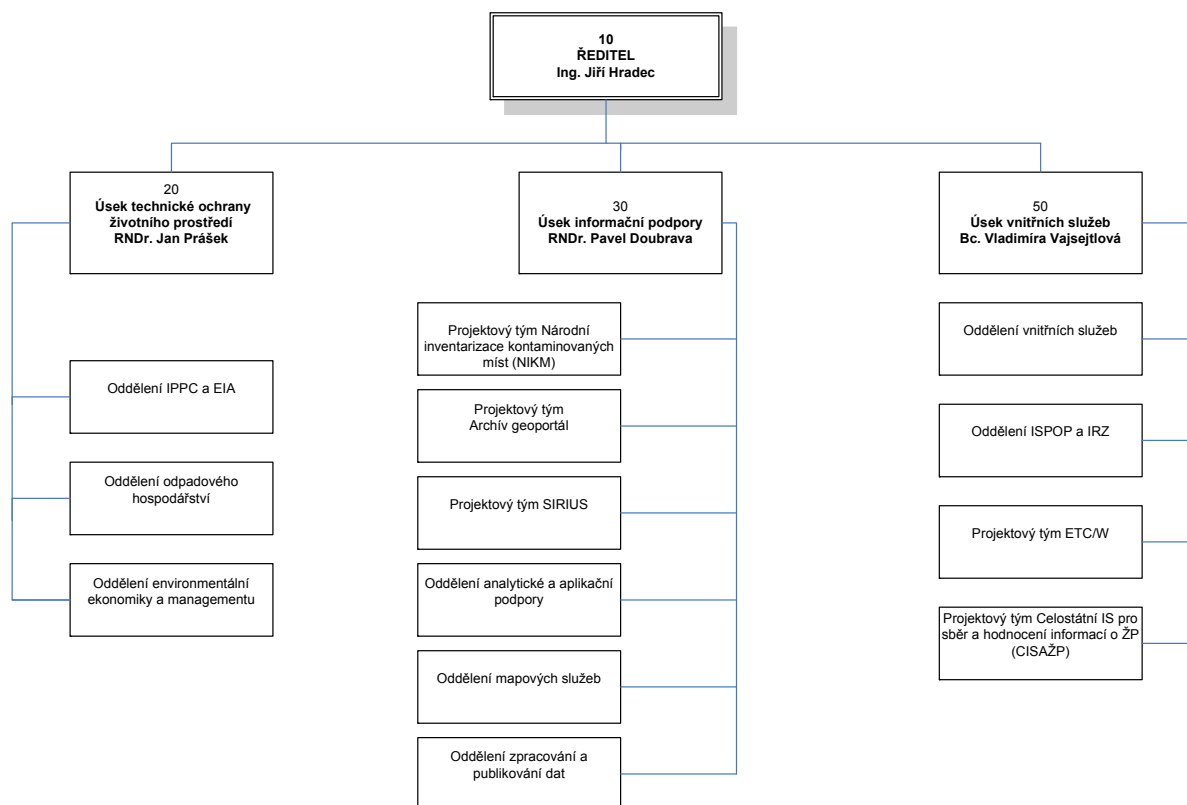 10
ŘEDITEL
Ing. Jiří Hradec
20
Úsek technické ochrany
životního prostředí
RNDr. Jan Prášek
Oddělení IPPC a EIA
Oddělení odpadového
hospodářství
Oddělení environmentální
ekonomiky a managementu
30
Úsek informační podpory
RNDr. Pavel Doubrava
Projektový tým Národní
inventarizace kontaminovaných
míst (NIKM)
Projektový tým
Archív geoportál
Projektový tým SIRIUS
Oddělení analytické a aplikační
podpory
Oddělení mapových služeb
Oddělení zpracování a
publikování dat
50
Úsek vnitřních služeb
Bc. Vladimíra Vajsejtlová
Oddělení vnitřních služeb
Oddělení ISPOP a IRZ
Projektový tým ETC/W
Projektový tým Celostátní IS pro
sběr a hodnocení informací o ŽP
(CISAŽP)